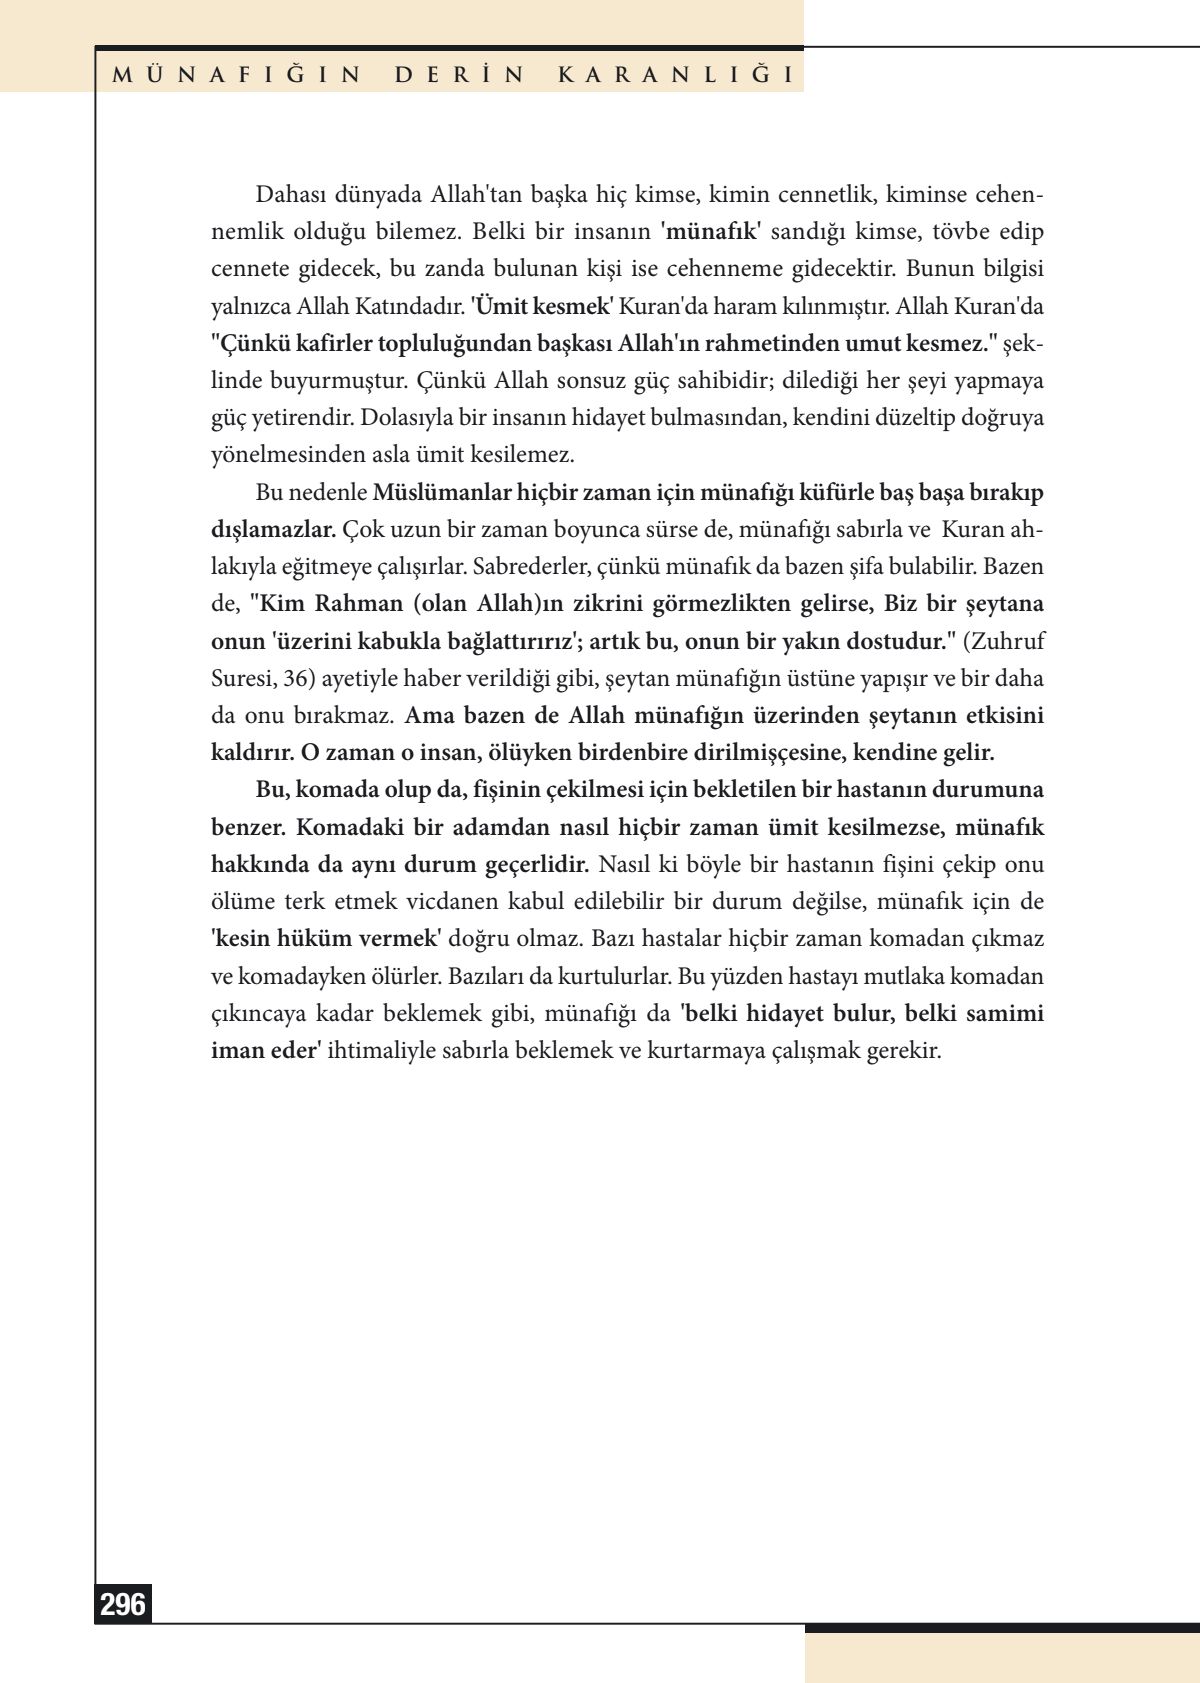 MÜNAFIĞIN DERİN KARANLIĞI
Dahası dünyada Allah'tan başka hiç kimse, kimin cennetlik, kiminse cehen-
nemlik olduğu bilemez. Belki bir insanın 'münafık' sandığı kimse, tövbe edip
cennete gidecek, bu zanda bulunan kişi ise cehenneme gidecektir. Bunun bilgisi
yalnızca Allah Katındadır. 'Ümit kesmek' Kuran'da haram kılınmıştır. Allah Kuran'da
"Çünkü kafirler topluluğundan başkası Allah'ın rahmetinden umut kesmez." şek-
linde buyurmuştur. Çünkü Allah sonsuz güç sahibidir; dilediği her şeyi yapmaya
güç yetirendir. Dolasıyla bir insanın hidayet bulmasından, kendini düzeltip doğruya
yönelmesinden asla ümit kesilemez.
Bu nedenle Müslümanlar hiçbir zaman için münafığı küfürle baş başa bırakıp
dışlamazlar. Çok uzun bir zaman boyunca sürse de, münafığı sabırla ve Kuran ah-
lakıyla eğitmeye çalışırlar. Sabrederler, çünkü münafık da bazen şifa bulabilir. Bazen
de, "Kim Rahman (olan Allah)ın zikrini görmezlikten gelirse, Biz bir şeytana
onun 'üzerini kabukla bağlattırırız'; artık bu, onun bir yakın dostudur." (Zuhruf
Suresi, 36) ayetiyle haber verildiği gibi, şeytan münafığın üstüne yapışır ve bir daha
da onu bırakmaz. Ama bazen de Allah münafığın üzerinden şeytanın etkisini
kaldırır. O zaman o insan, ölüyken birdenbire dirilmişçesine, kendine gelir.
Bu, komada olup da, fişinin çekilmesi için bekletilen bir hastanın durumuna
benzer. Komadaki bir adamdan nasıl hiçbir zaman ümit kesilmezse, münafık
hakkında da aynı durum geçerlidir. Nasıl ki böyle bir hastanın fişini çekip onu
ölüme terk etmek vicdanen kabul edilebilir bir durum değilse, münafık için de
'kesin hüküm vermek' doğru olmaz. Bazı hastalar hiçbir zaman komadan çıkmaz
ve komadayken ölürler. Bazıları da kurtulurlar. Bu yüzden hastayı mutlaka komadan
çıkıncaya kadar beklemek gibi, münafığı da 'belki hidayet bulur, belki samimi
iman eder' ihtimaliyle sabırla beklemek ve kurtarmaya çalışmak gerekir.
296